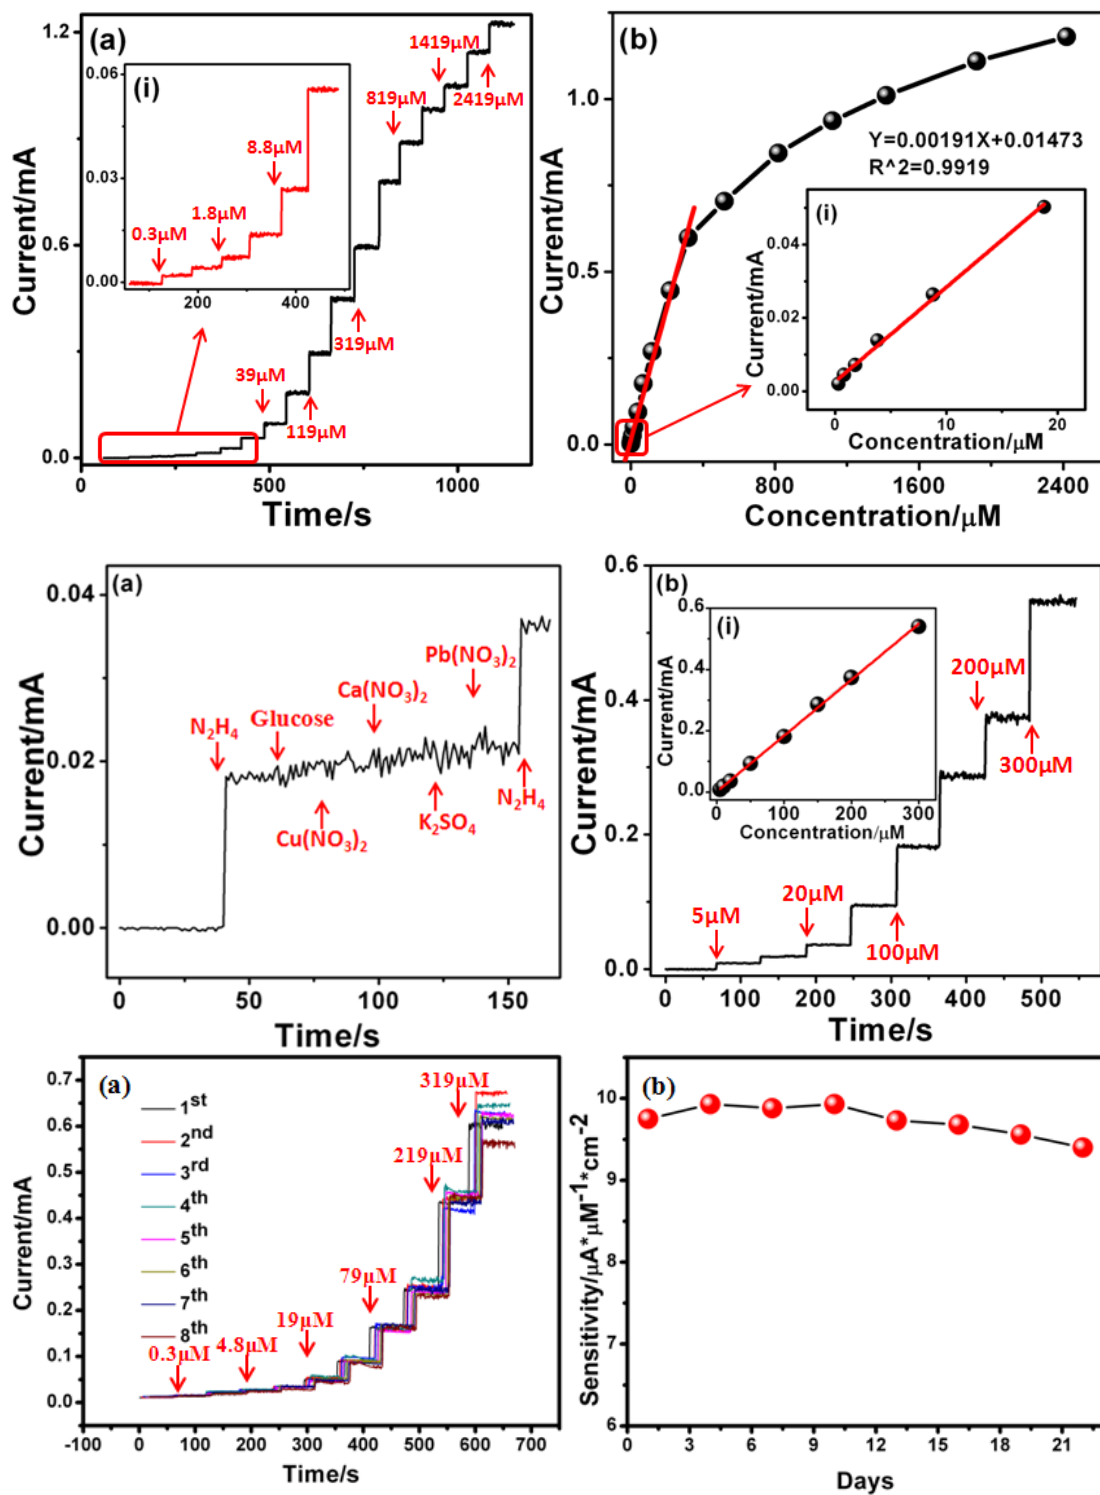 (a)
1.2
0.6
0.0
Current/mA
500
1000
Time/s
(i)
0.06
0.03
0.00
200
400
0.3μM
1.8μM
8.8μM
39μM
119μM
319μM
819μM
1419μM
2419μM
(b)
1.0
0.5
0.0
Current/mA
0
800
1600
2400
Concentration/μM
Y=0.00191X+0.01473
R^2=0.9919
(i)
0.04
0.02
0.00
Current/mA
0
10
20
Concentration/μM
(a)
0.04
0.02
0.00
Current/mA
0
50
100
150
Time/s
N2H4
Glucose
Cu(NO3)2
Ca(NO3)2
K2SO4
Pb(NO3)2
N2H4
(b)
0.6
0.4
0.2
0.0
Current/mA
0
100
200
300
400
500
Time/s
(i)
0.6
0.4
0.2
0.0
Current/mA
0
100
200
300
Concentration/μM
5μM
20μM
100μM
200μM
300μM
(a)
0.7
0.6
0.5
0.4
0.3
0.2
0.1
0.0
Current/mA
-100
0
100
200
300
400
500
600
700
Time/s
1st
2nd
3rd
4th
5th
6th
7th
8th
0.3μM
4.8μM
19μM
79μM
219μM
319μM
(b)
10
9
8
7
6
Sensitivity/μA*μM-1*cm-2
0
3
6
9
12
15
18
21
Days